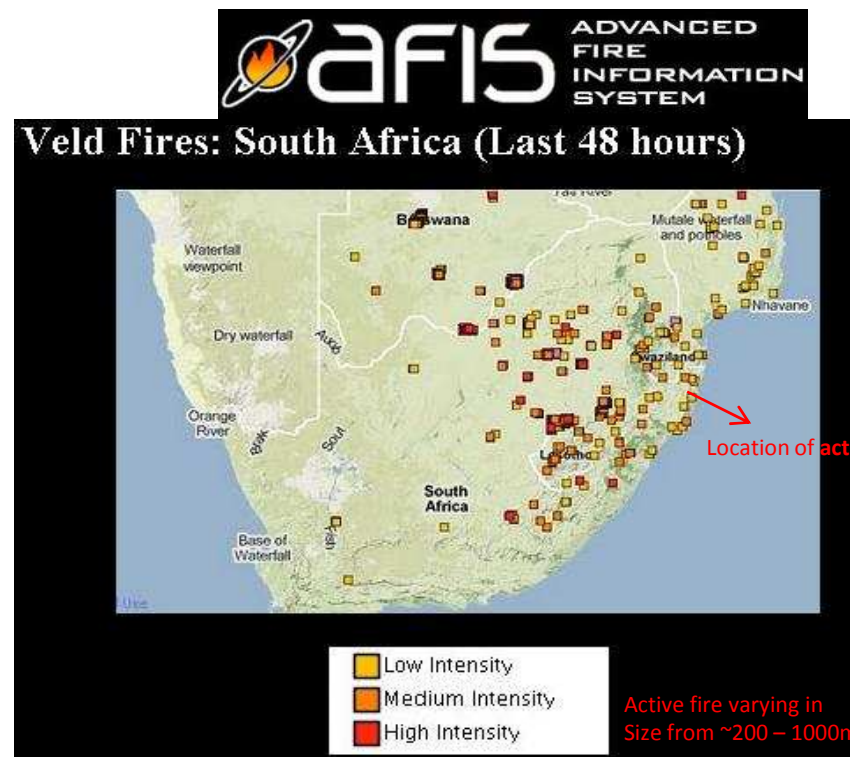 aFIS
ADVANCED
FIRE
INFORMATION
SYSTEM
Veld Fires: South Africa (Last 48 hours)
Botswana
Mutale waterfall
and potholes
Waterfall
viewpoint
Nhavane
Dry waterfall
Swaziland
Orange
River
Location of act
South
Africa
Base of
Waterfall
Low Intensity
Medium Intensity
High Intensity
Active fire varying in
Size from ~200 – 1000m